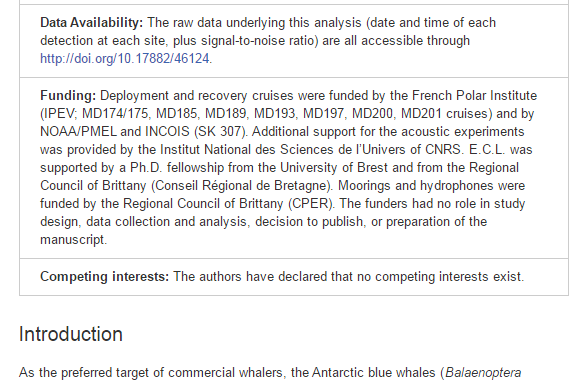 Data Availability: The raw data underlying this analysis (date and time of each
detection at each site, plus signal-to-noise ratio) are all accessible through
http://doi.org/10.17882/46124.
Funding: Deployment and recovery cruises were funded by the French Polar Institute
(IPEV; MD174/175, MD185, MD189, MD193, MD197, MD200, MD201 cruises) and by
NOAA/PMEL and INCOIS (SK 307). Additional support for the acoustic experiments
was provided by the Institut National des Sciences de l’Univers of CNRS. E.C.L. was
supported by a Ph.D. fellowship from the University of Brest and from the Regional
Council of Brittany (Conseil Régional de Bretagne). Moorings and hydrophones were
funded by the Regional Council of Brittany (CPER). The funders had no role in study
design, data collection and analysis, decision to publish, or preparation of the
manuscript.
Competing interests: The authors have declared that no competing interests exist.
Introduction
As the preferred target of commercial whalers, the Antarctic blue whales (Balaenoptera